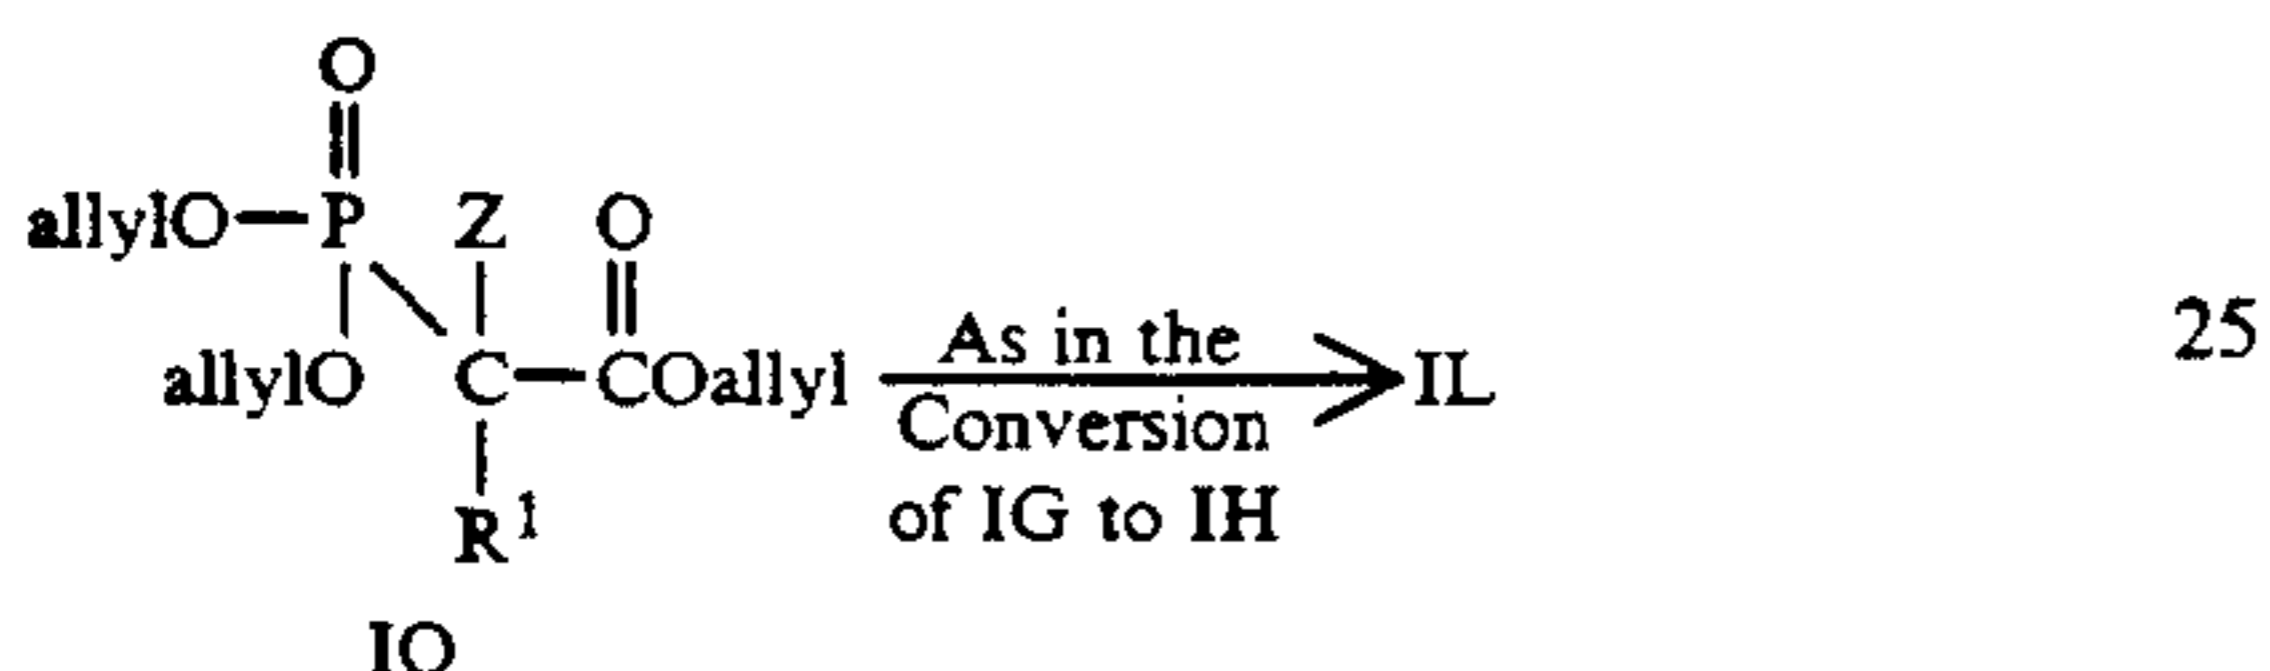 O
allylO—P Z O
As in the
25
allylO C—COallyl IL
Conversion
R¹
of IG to IH
IO